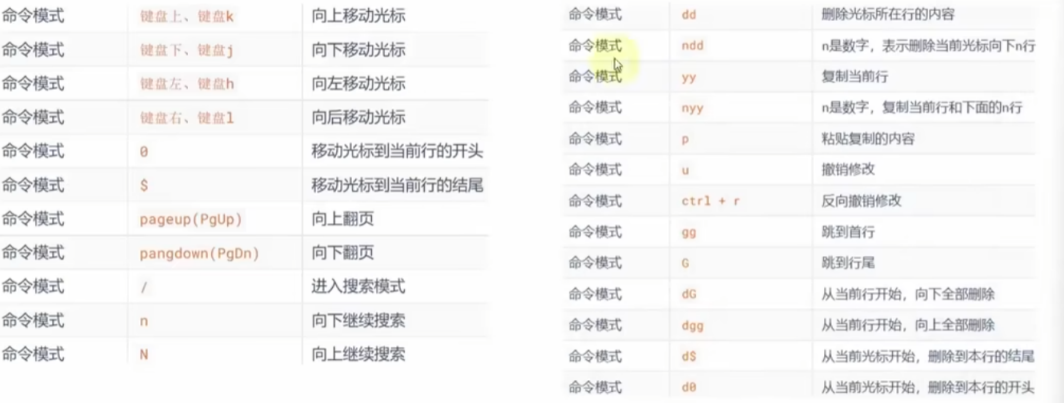 命令模式 键盘上、键盘k 向上移动光标
命令模式 键盘下、键盘j 向下移动光标
命令模式 键盘左、键盘h 向左移动光标
命令模式 键盘右、键盘l 向后移动光标
命令模式 0 移动光标到当前行的开头
命令模式 $ 移动光标到当前行的结尾
命令模式 pageup(PgUp) 向上翻页
命令模式 pangdown(PgDn) 向下翻页
命令模式 / 进入搜索模式
命令模式 n 向下继续搜索
命令模式 N 向上继续搜索
命令模式 dd 删除光标所在行的内容
命令模式 ndd n是数字，表示删除当前光标向下n行
命令模式 yy 复制当前行
命令模式 nyy n是数字，复制当前行和下面的n行
命令模式 p 粘贴复制的内容
命令模式 u 撤销修改
命令模式 ctrl + r 反向撤销修改
命令模式 gg 跳到首行
命令模式 G 跳到行尾
命令模式 dG 从当前行开始，向下全部删除
命令模式 dgg 从当前行开始，向上全部删除
命令模式 d$ 从当前光标开始，删除到本行的结尾
命令模式 d0 从当前光标开始，删除到本行的开头